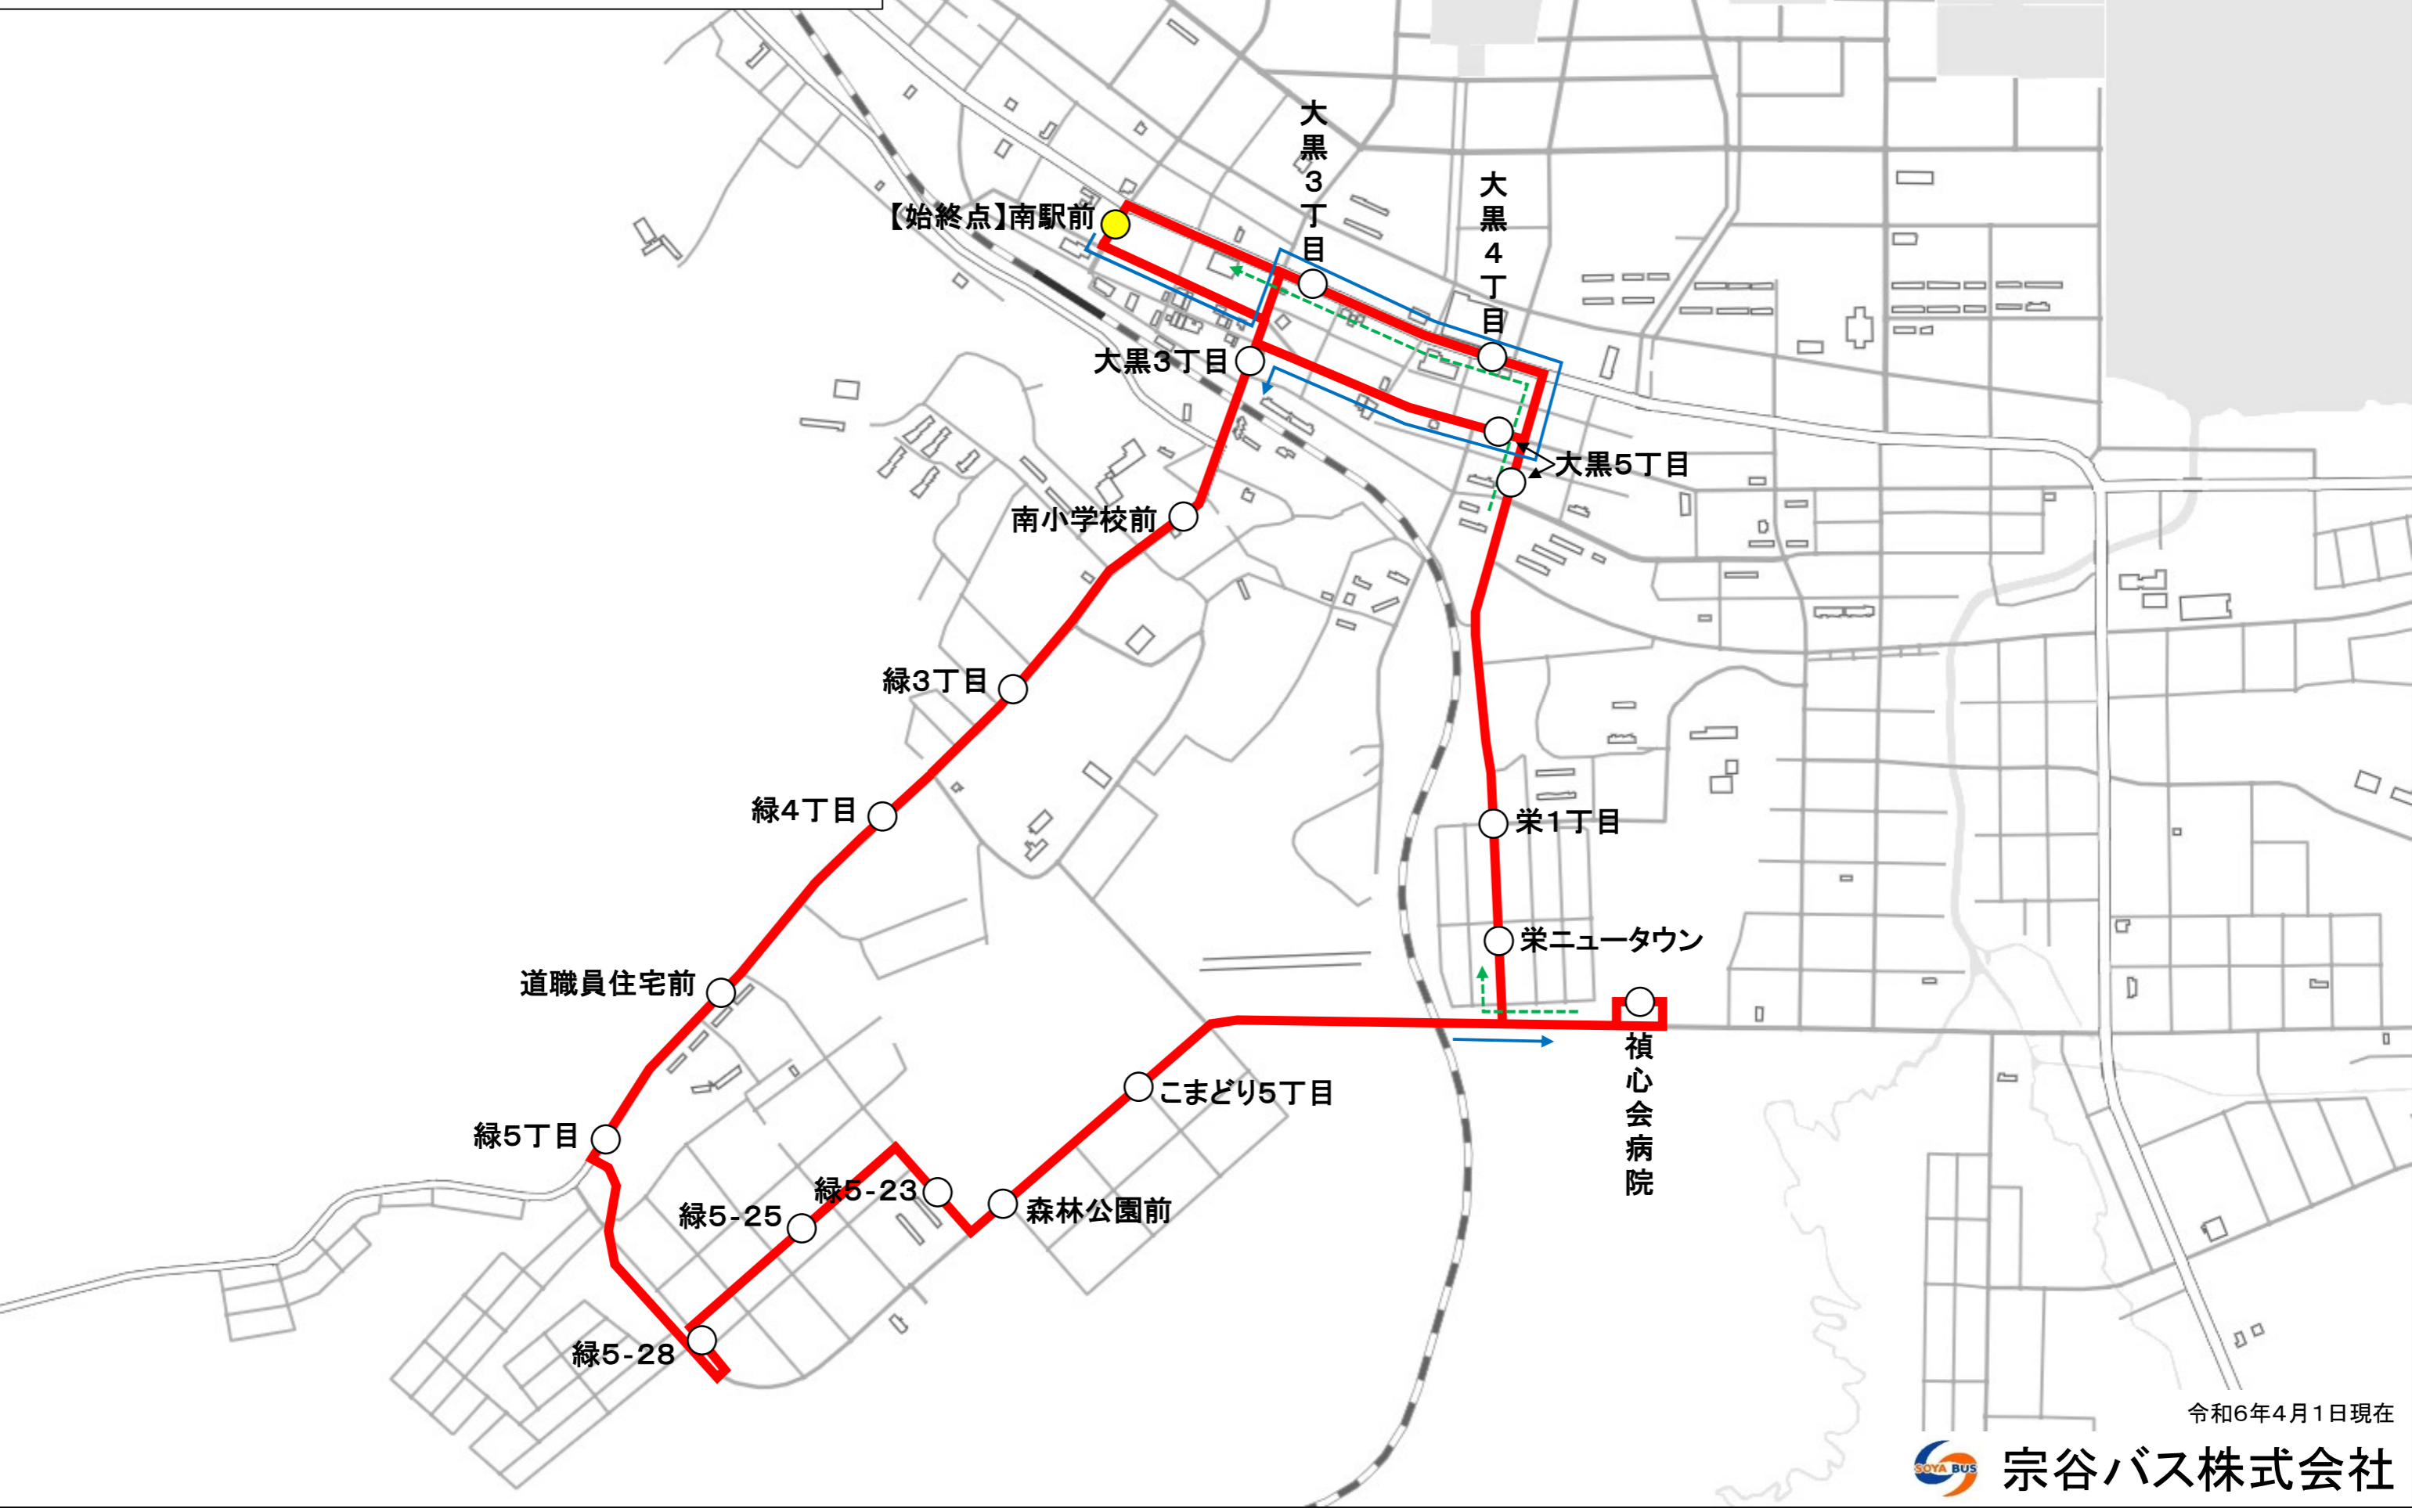 大黒3丁目
大黒4丁目
【始終点】南駅前
大黒3丁目
大黒5丁目
南小学校前
緑3丁目
緑4丁目
栄1丁目
栄ニュータウン
道職員住宅前
禎心会病院
こまどり5丁目
緑5丁目
緑5-23
緑5-25
森林公園前
緑5-28
令和6年4月1日現在
SOYA BUS
宗谷バス株式会社